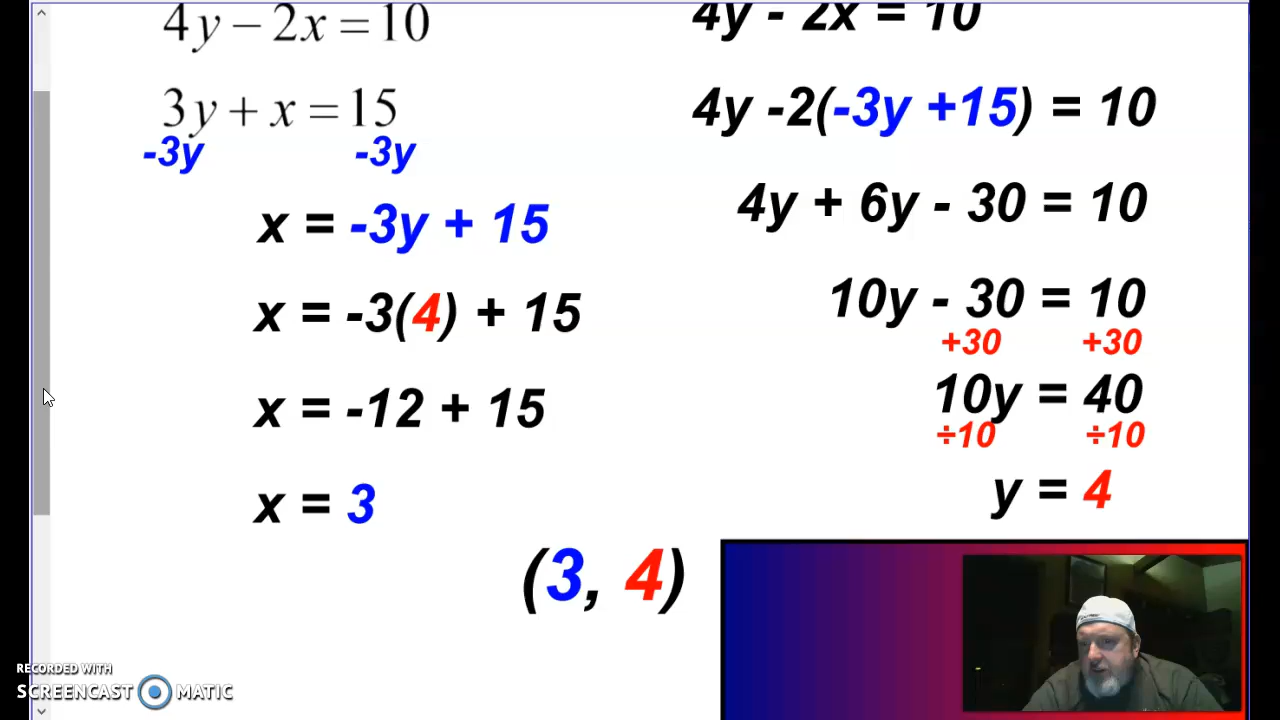 4y − 2x = 10
3y + x = 15
-3y -3y
x = -3y + 15
x = -3(4) + 15
x = -12 + 15
x = 3
4y - 2x = 10
4y -2(-3y +15) = 10
4y + 6y - 30 = 10
10y - 30 = 10
+30 +30
10y = 40
÷10 ÷10
y = 4
(3, 4)
RECORDED WITH
SCREENCAST MATIC